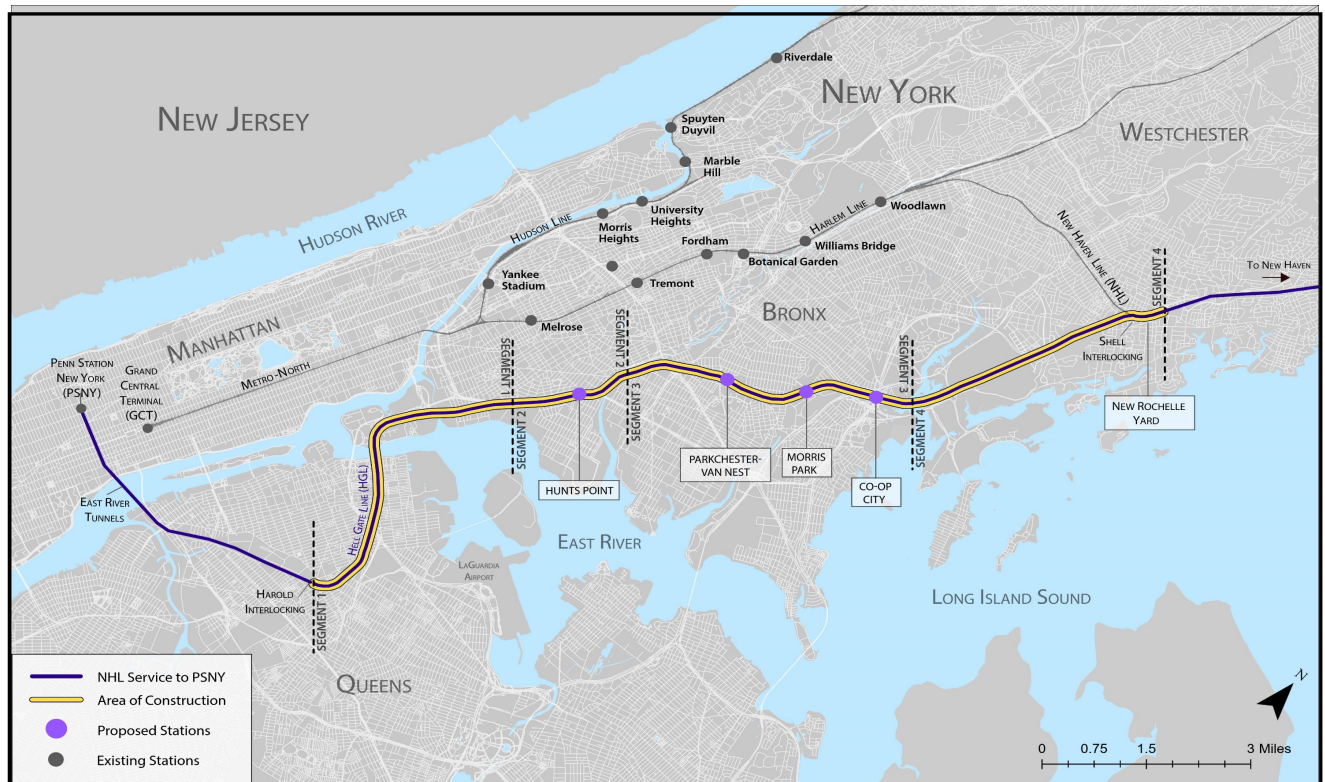 Riverdale
NEW YORK
NEW JERSEY
Spuyten
Duyvil
WESTCHESTER
Marble
Hill
HUDSON RIVER
HUDSON LINE
University
Heights
Morris
Heights
HARLEM LINE
Woodlawn
Fordham
Williams Bridge
Botanical Garden
NEW HAVEN LINE (NHL)
SEGMENT 4
TO NEW HAVEN
Yankee
Stadium
Tremont
BRONX
Melrose
MANHATTAN
METRO-NORTH
PENN STATION
NEW YORK
(PSNY)
GRAND
CENTRAL
TERMINAL
(GCT)
SEGMENT 1
SEGMENT 2
SEGMENT 2
SEGMENT 3
SEGMENT 3
SEGMENT 4
SHELL
INTERLOCKING
NEW ROCHELLE
YARD
HUNTS POINT
PARKCHESTER-
VAN NEST
MORRIS
PARK
CO-OP
CITY
EAST RIVER
TUNNELS
HELL GATE LINE (HGL)
EAST RIVER
LAGUARDIA
AIRPORT
HAROLD
INTERLOCKING
SEGMENT 1
LONG ISLAND SOUND
QUEENS
NHL Service to PSNY
Area of Construction
Proposed Stations
Existing Stations
N
0 0.75 1.5 3 Miles